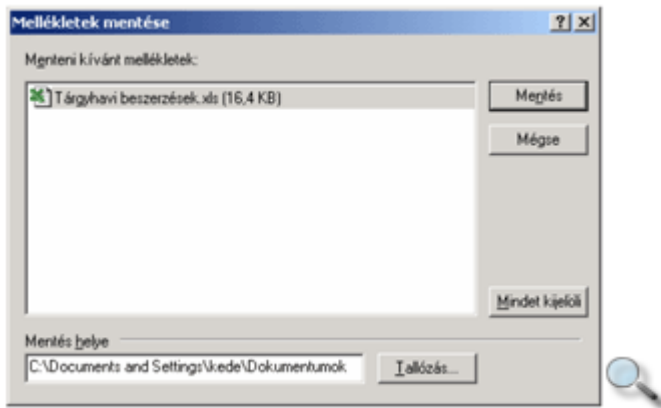 Mellékletek mentése
Menteni kívánt mellékletek:
Tárgyhavi beszerzések.xls (16,4 KB)
Mentés
Mégse
Mindet kijelöli
Mentés helye
C:\Documents and Settings\kede\Dokumentumok
Tallózás...